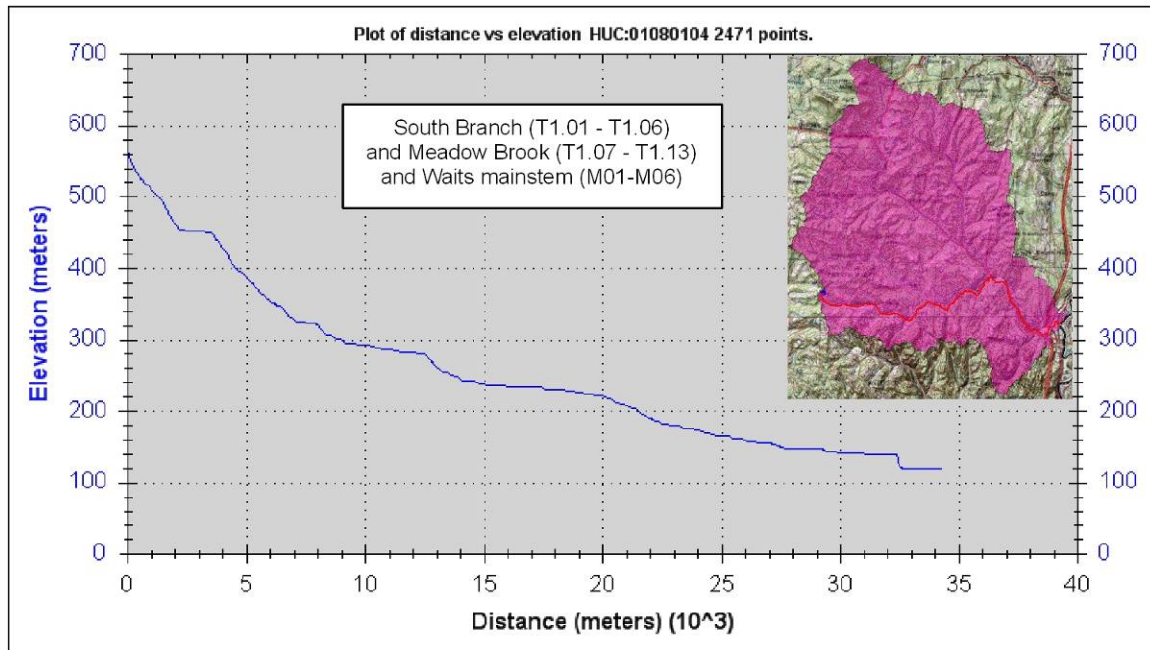 Plot of distance vs elevation HUC:01080104 2471 points.
South Branch (T1.01 - T1.06)
and Meadow Brook (T1.07 - T1.13)
and Waits mainstem (M01-M06)
Elevation (meters)
700
600
500
400
300
200
100
0
700
600
500
400
300
200
100
0
0 5 10 15 20 25 30 35 40
Distance (meters) (10^3)